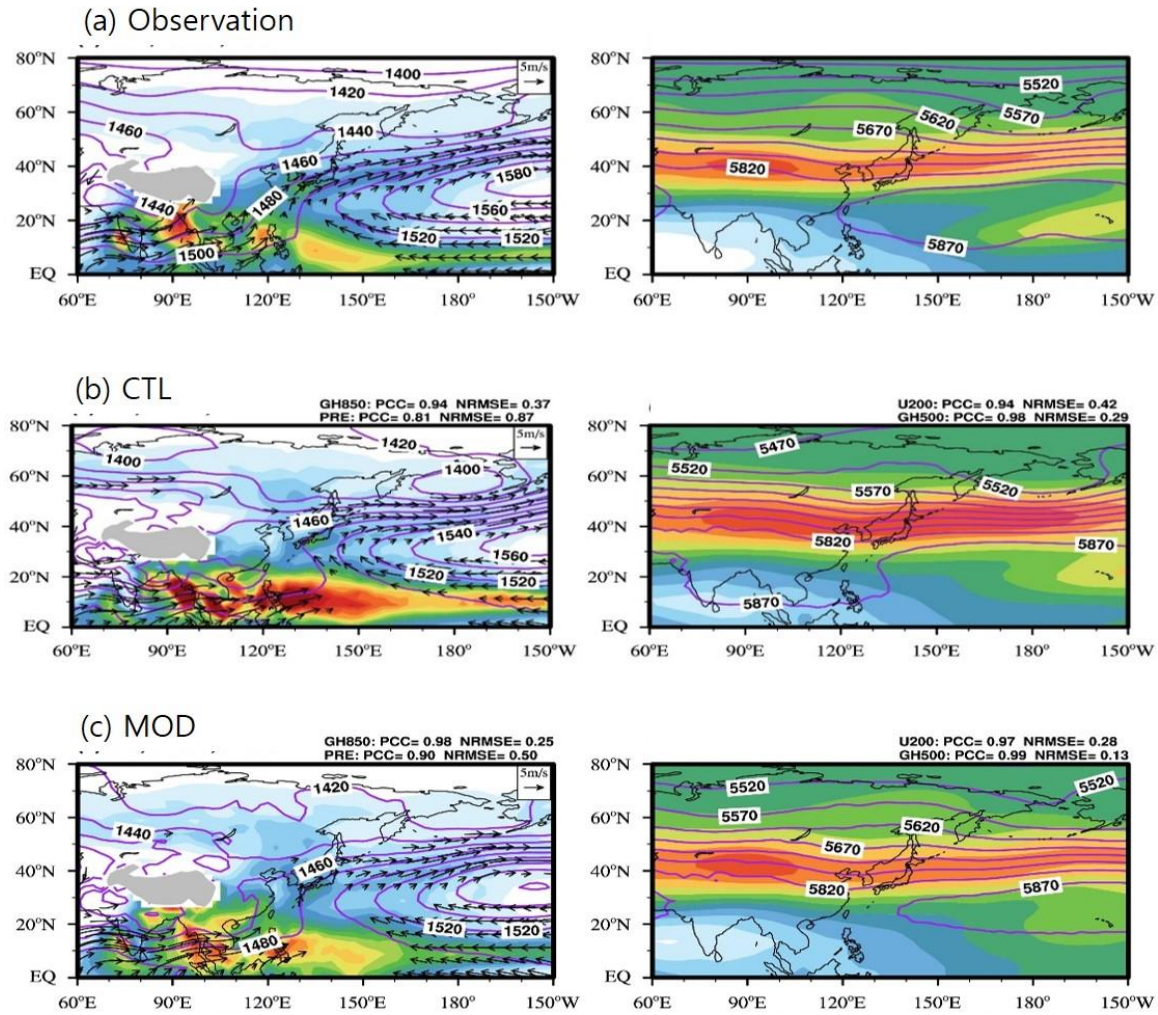 (a) Observation
80°N
60°N
40°N
20°N
EQ
60°E 90°E 120°E 150°E 180° 150°W
5m/s
1400
1420
1460
1440
1460
1580
1440
1480
1560
1520
1520
1500
80°N
60°N
40°N
20°N
EQ
60°E 90°E 120°E 150°E 180° 150°W
5520
5570
5620
5670
5820
5870
(b) CTL
GH850: PCC= 0.94 NRMSE= 0.37
PRE: PCC= 0.81 NRMSE= 0.87
80°N
60°N
40°N
20°N
EQ
60°E 90°E 120°E 150°E 180° 150°W
5m/s
1420
1400
1400
1460
1540
1560
1520
1520
U200: PCC= 0.94 NRMSE= 0.42
GH500: PCC= 0.98 NRMSE= 0.29
80°N
60°N
40°N
20°N
EQ
60°E 90°E 120°E 150°E 180° 150°W
5470
5520
5570
5520
5820
5870
5870
(c) MOD
GH850: PCC= 0.98 NRMSE= 0.25
PRE: PCC= 0.90 NRMSE= 0.50
80°N
60°N
40°N
20°N
EQ
60°E 90°E 120°E 150°E 180° 150°W
5m/s
1420
1440
1460
1520
1520
1480
U200: PCC= 0.97 NRMSE= 0.28
GH500: PCC= 0.99 NRMSE= 0.13
80°N
60°N
40°N
20°N
EQ
60°E 90°E 120°E 150°E 180° 150°W
5520
5520
5570
5620
5670
5820
5870